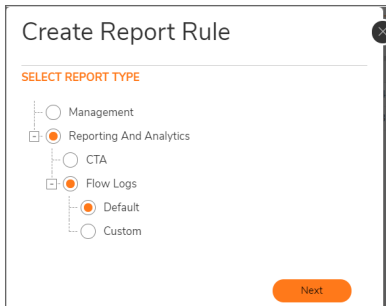 Create Report Rule
SELECT REPORT TYPE
Management
Reporting And Analytics
CTA
Flow Logs
Default
Custom
Next